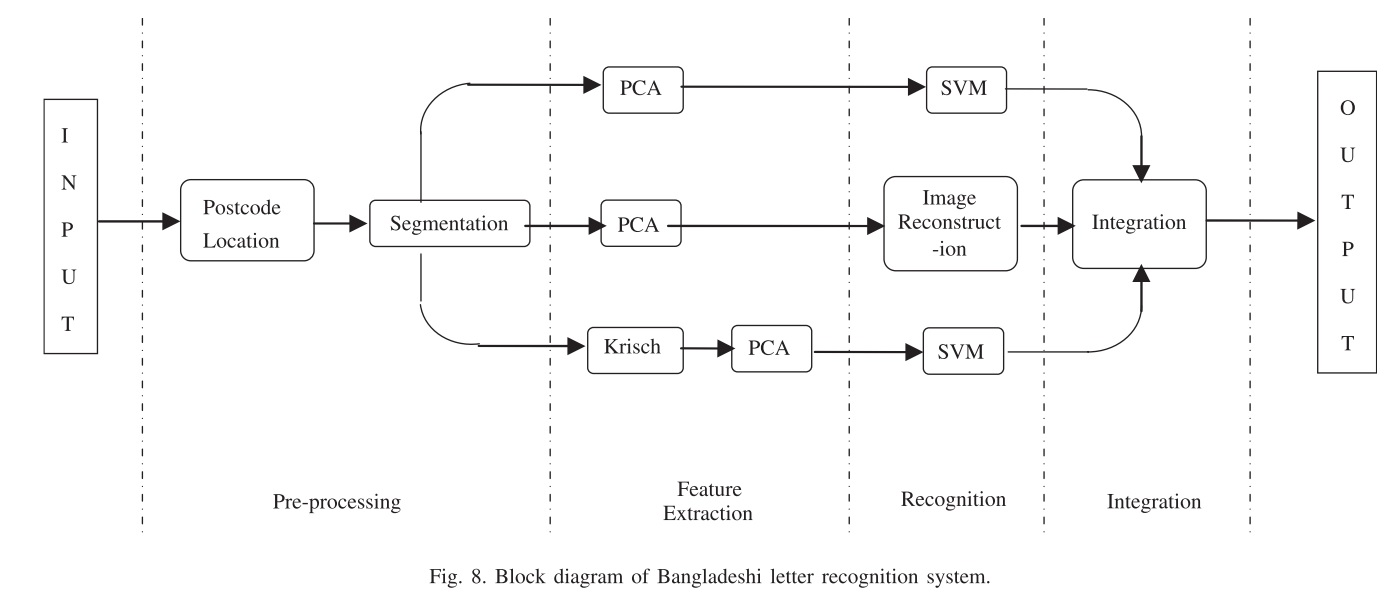 I
N
P
U
T
Postcode
Location
Segmentation
PCA
SVM
PCA
Image
Reconstruct
-ion
Krisch
PCA
SVM
Integration
O
U
T
P
U
T
Pre-processing
Feature
Extraction
Recognition
Integration
Fig. 8. Block diagram of Bangladeshi letter recognition system.